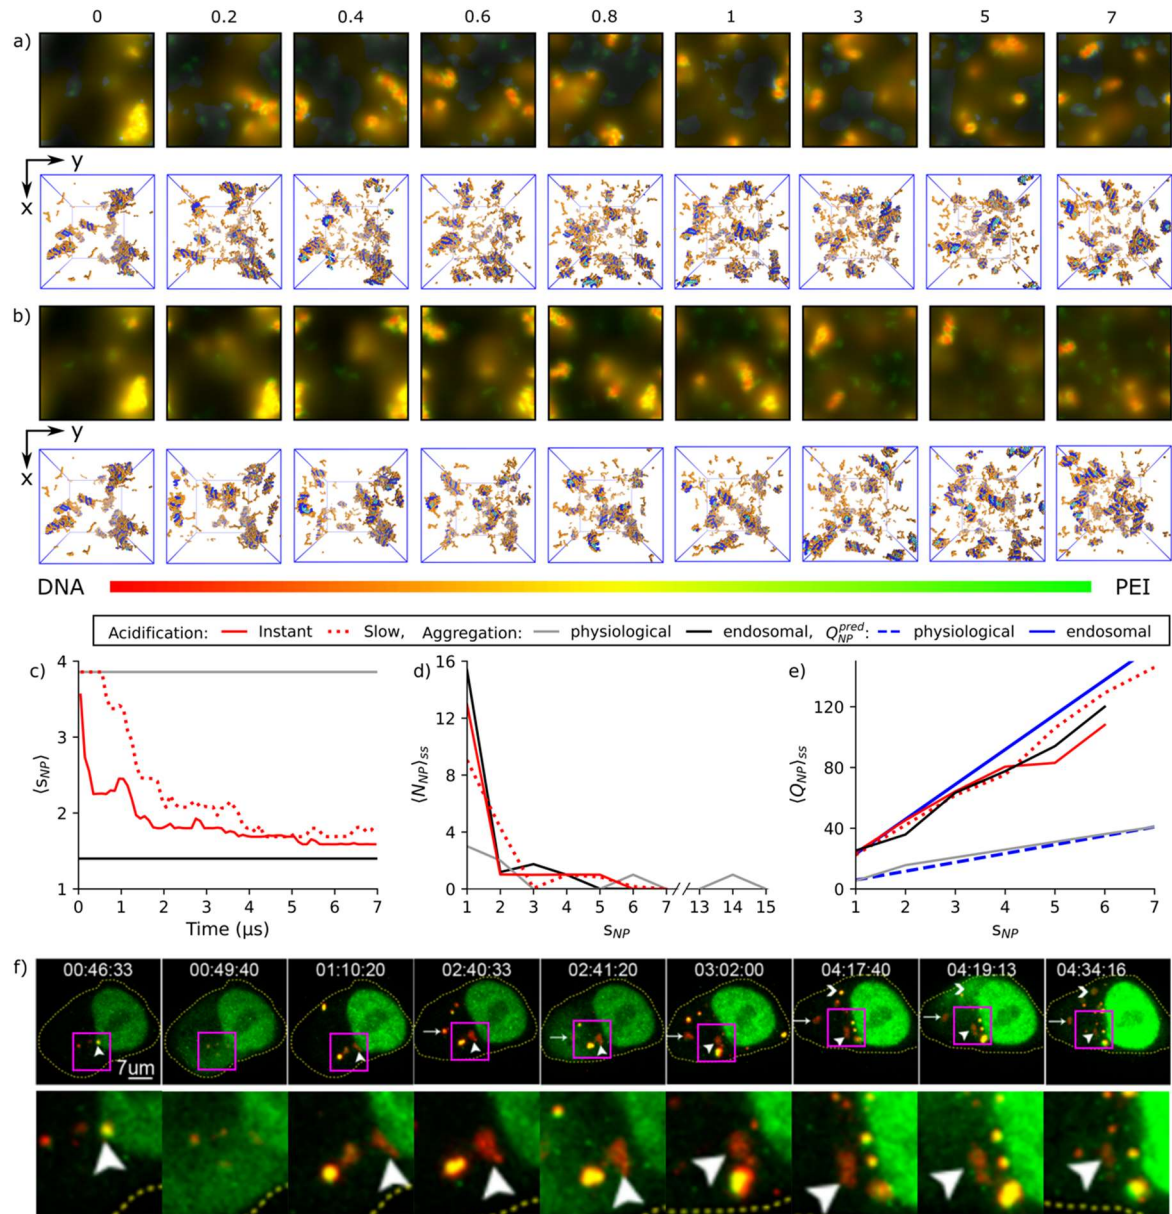 0 0.2 0.4 0.6 0.8 1 3 5 7
a)
y
x
b)
y
x
DNA PEI
Acidification: Instant Slow, Aggregation: physiological endosomal, Q_NP^pred: physiological endosomal
c) d) e)
4 3 2 1
⟨s_NP⟩
0 1 2 3 4 5 6 7
Time (μs)
16 12 8 4 0
⟨N_NP⟩_ss
1 2 3 4 5 6 7 13 14 15
s_NP
120 80 40 0
⟨Q_NP⟩_ss
1 2 3 4 5 6 7
s_NP
f)
00:46:33 00:49:40 01:10:20 02:40:33 02:41:20 03:02:00 04:17:40 04:19:13 04:34:16
7um